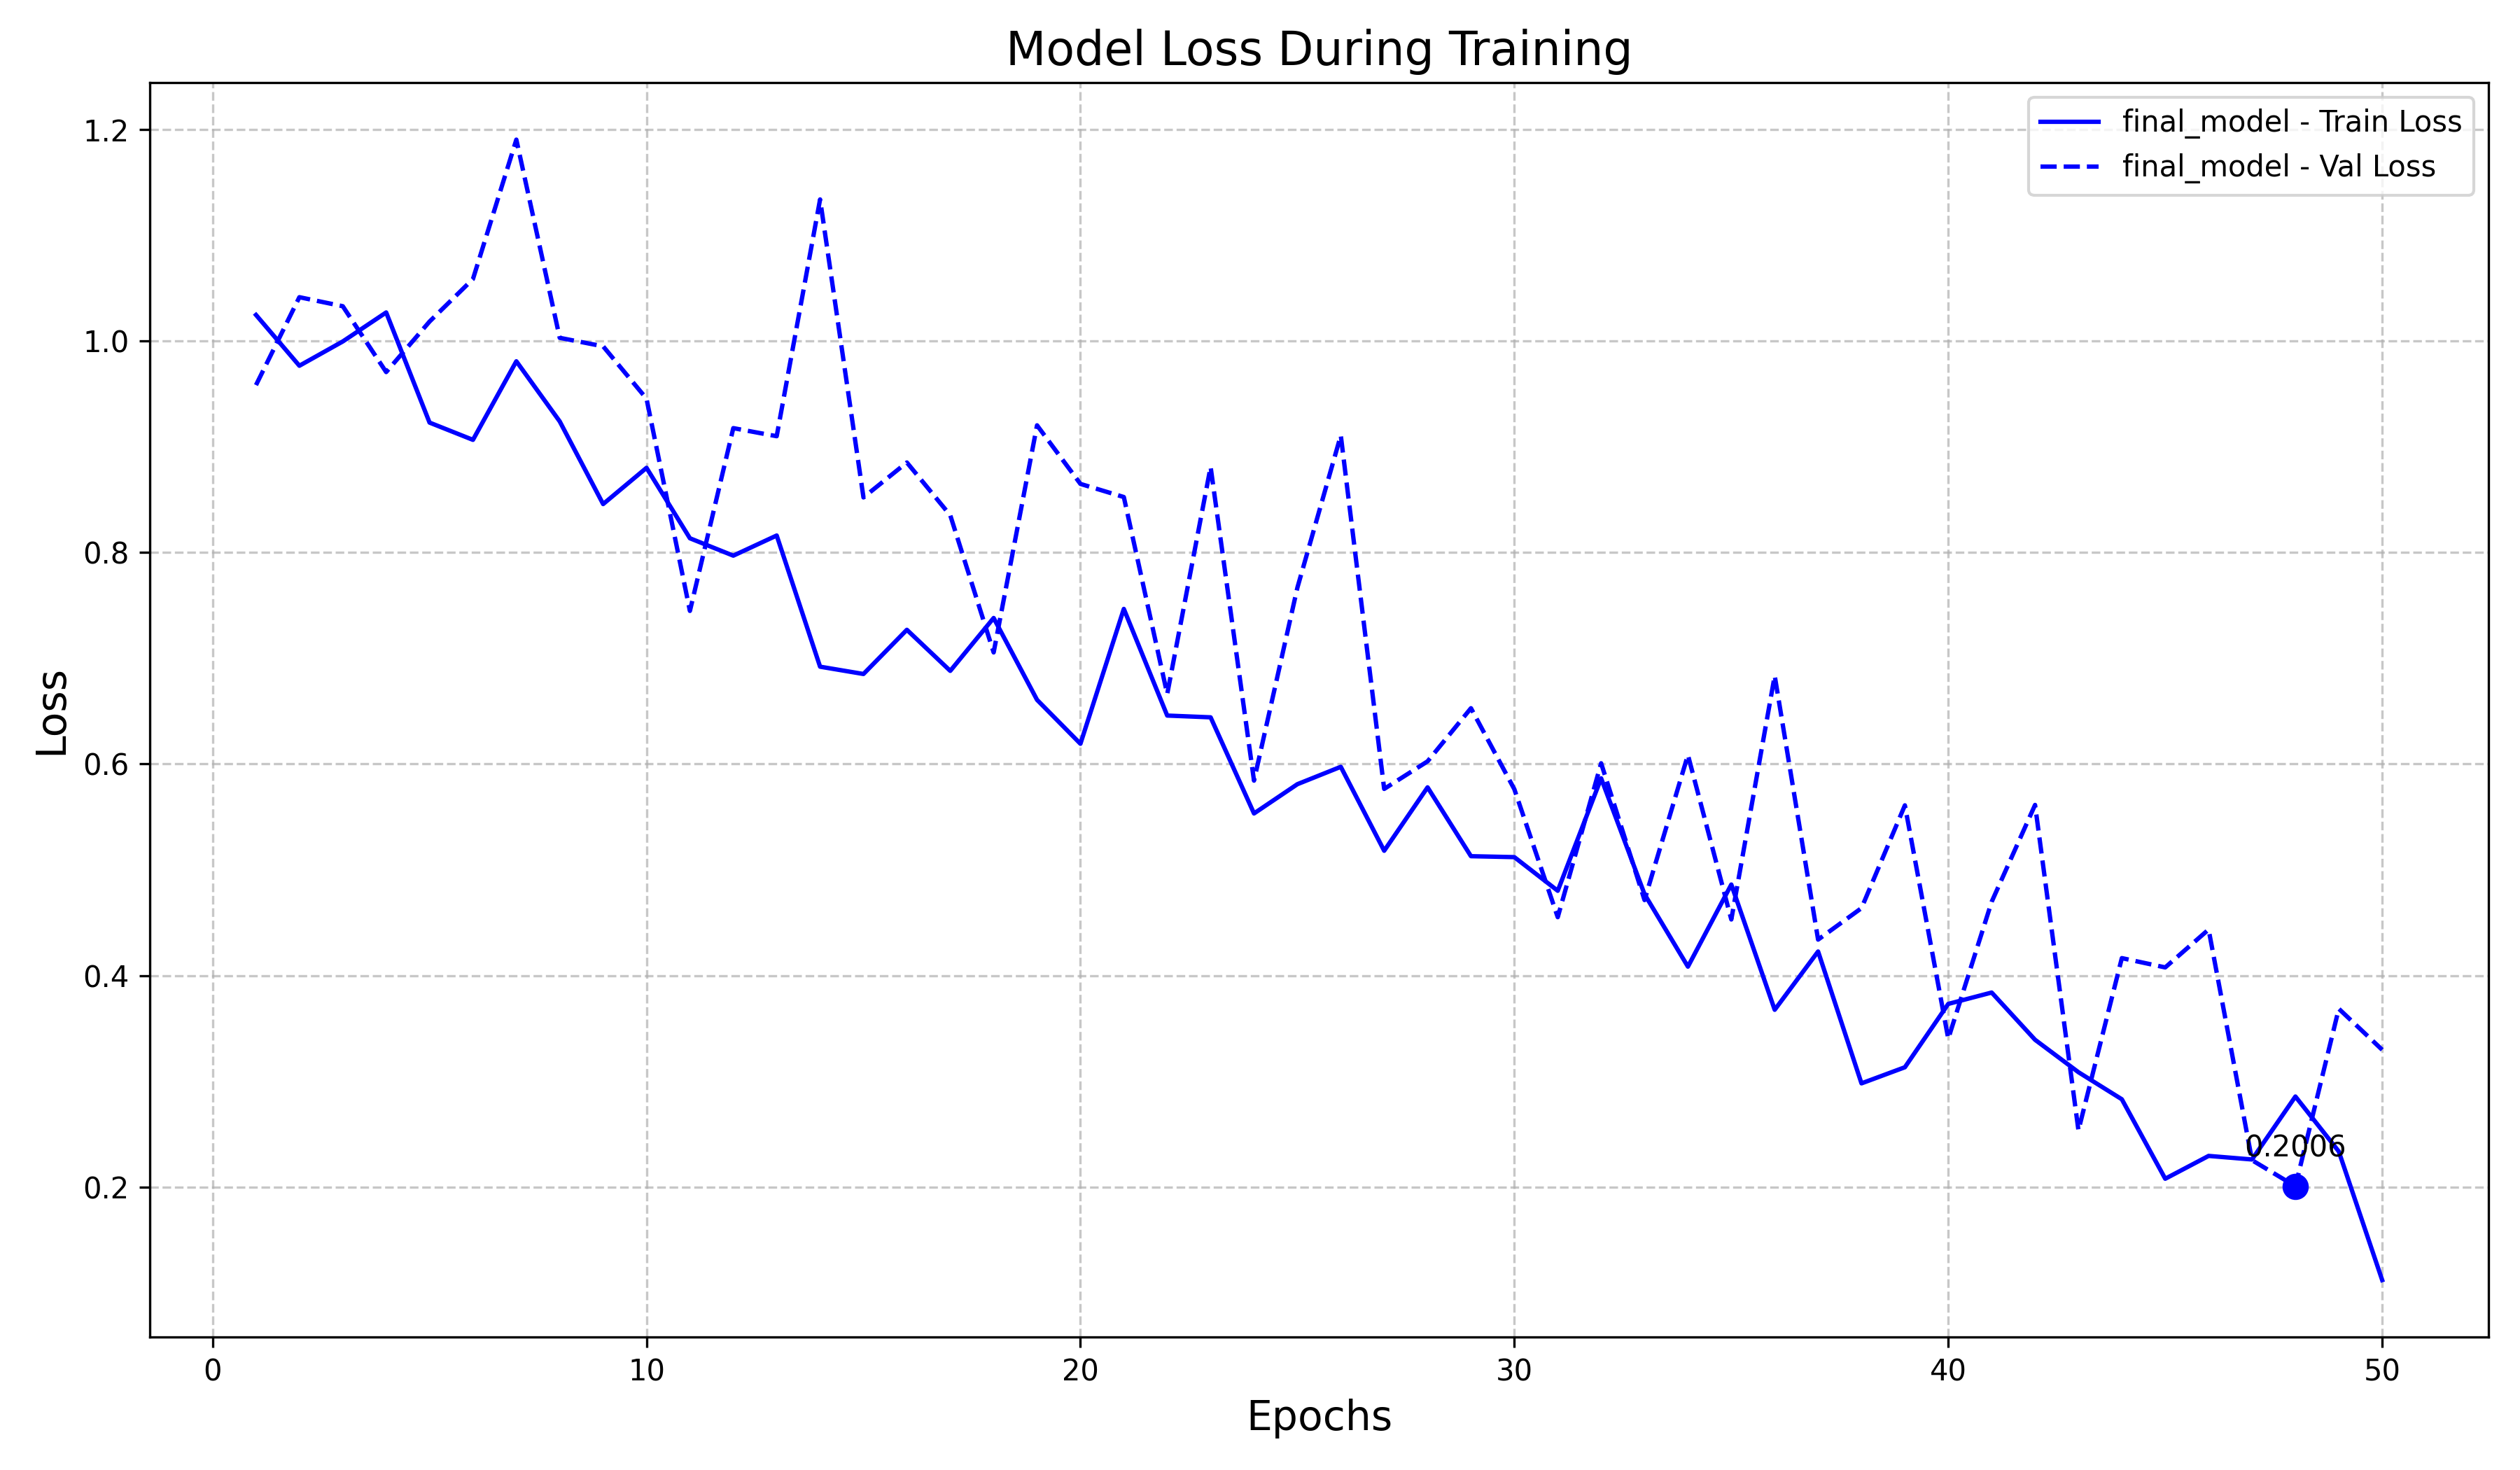 Model Loss During Training
final_model - Train Loss
final_model - Val Loss
1.2
1.0
0.8
0.6
0.4
0.2
Loss
0.2006
0 10 20 30 40 50
Epochs